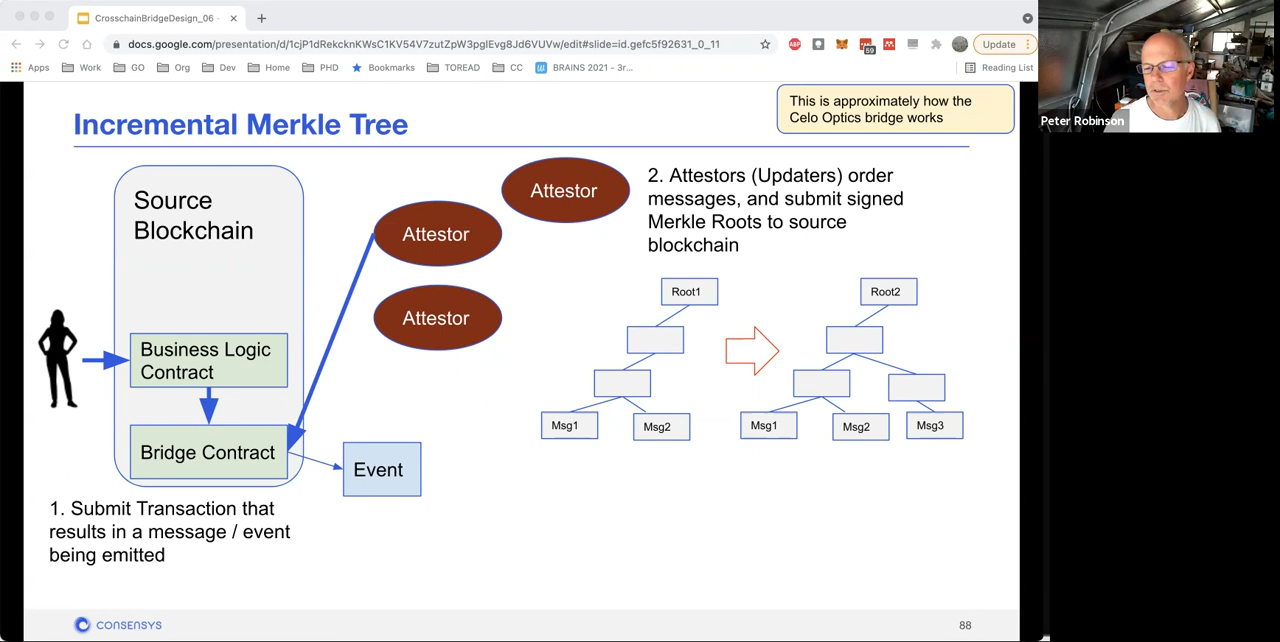 CrosschainBridgeDesign_06 -
docs.google.com/presentation/d/1cjP1dRekcknKWsC1KV54V7zutZpW3pglEvg8Jd6VUVw/edit#slide=id.gefc5f92631_0_11
ABP
59
Update
Apps
Work
GO
Org
Dev
Home
PHD
Bookmarks
TOREAD
CC
BRAINS 2021 - 3r...
Reading List
Peter Robinson
This is approximately how the
Celo Optics bridge works
Incremental Merkle Tree
Source
Blockchain
Attestor
Attestor
Attestor
2. Attestors (Updaters) order
messages, and submit signed
Merkle Roots to source
blockchain
Root1
Root2
Business Logic
Contract
Bridge Contract
Event
Msg1
Msg2
Msg1
Msg2
Msg3
1. Submit Transaction that
results in a message / event
being emitted
CONSENSYS
88